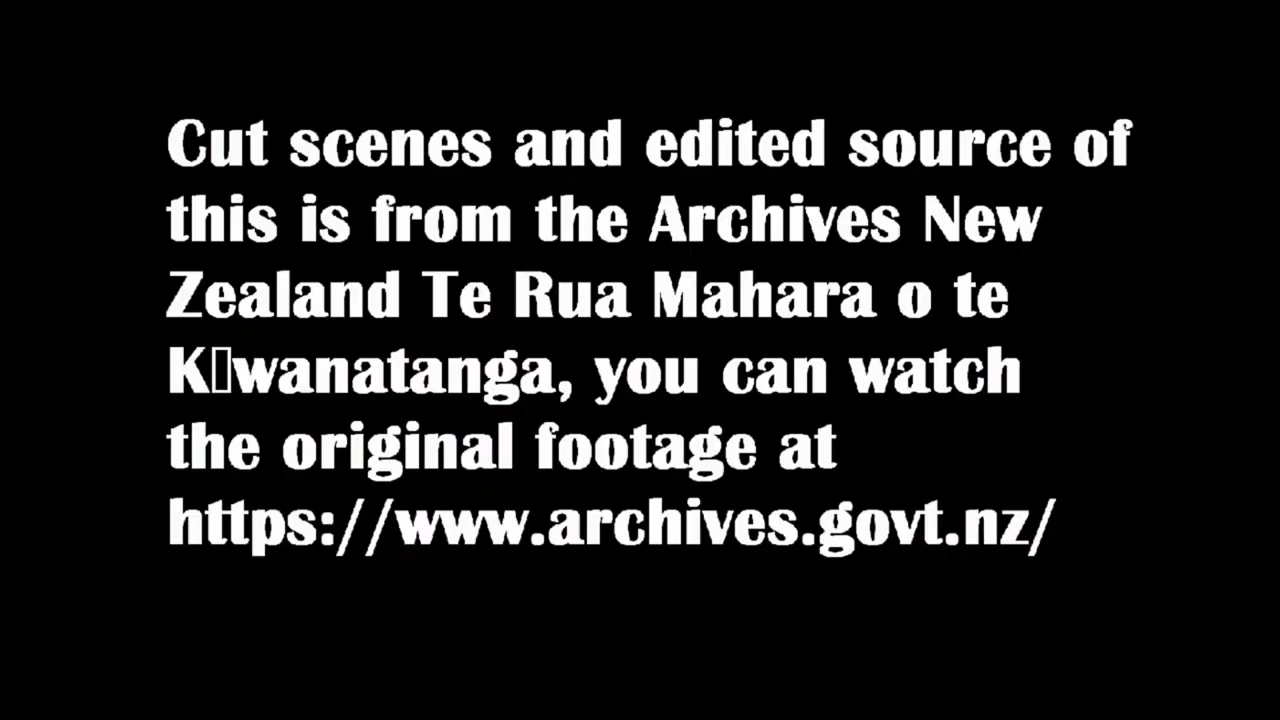 Cut scenes and edited source of
this is from the Archives New
Zealand Te Rua Mahara o te
K▯wanatanga, you can watch
the original footage at
https://www.archives.govt.nz/